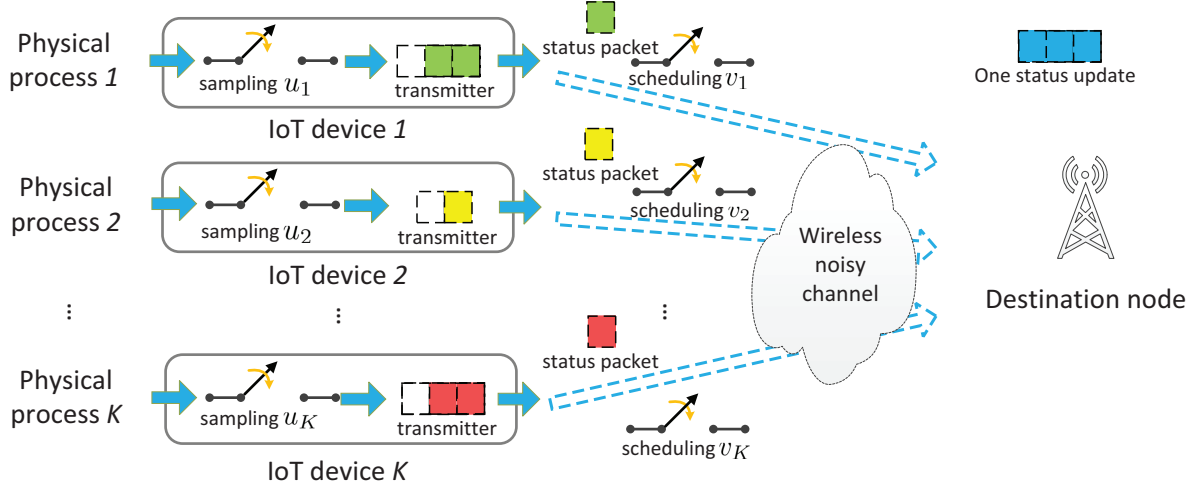 Physical
process 1
sampling u1
transmitter
IoT device 1
status packet
scheduling v1
One status update
Physical
process 2
sampling u2
transmitter
IoT device 2
status packet
scheduling v2
Wireless
noisy
channel
Destination node
...
...
...
Physical
process K
sampling uK
transmitter
IoT device K
status packet
scheduling vK